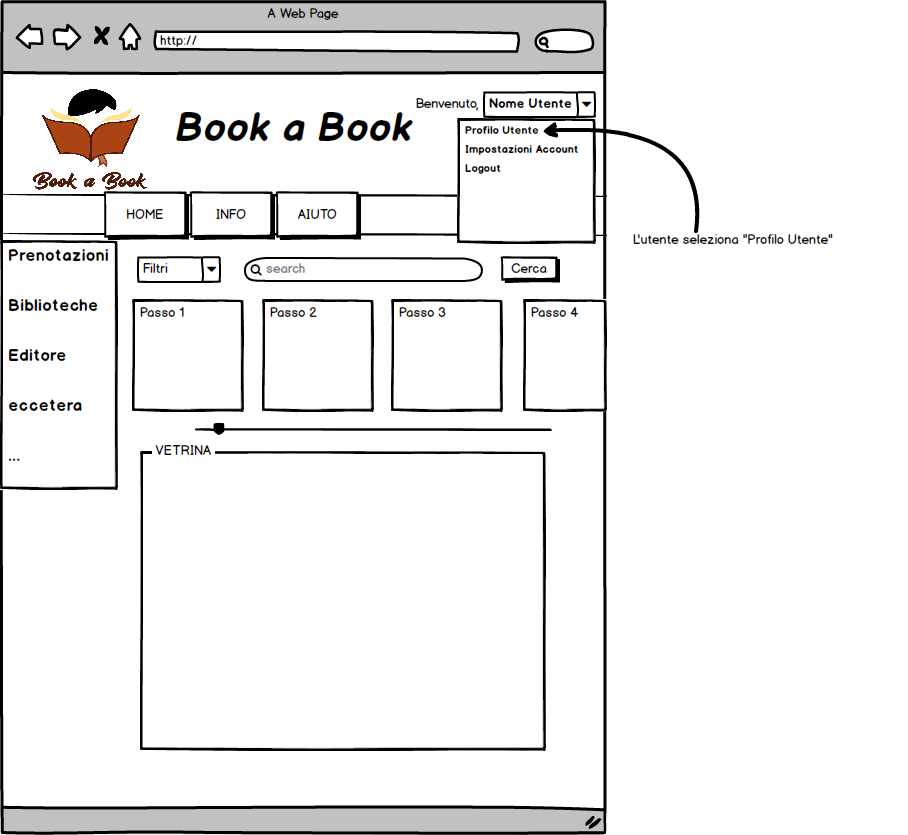 A Web Page
http://
Benvenuto,
Nome Utente
Book a Book
Book a Book
Profilo Utente
Impostazioni Account
Logout
L'utente seleziona "Profilo Utente"
HOME
INFO
AIUTO
Prenotazioni
Biblioteche
Editore
eccetera
...
Filtri
search
Cerca
Passo 1
Passo 2
Passo 3
Passo 4
VETRINA